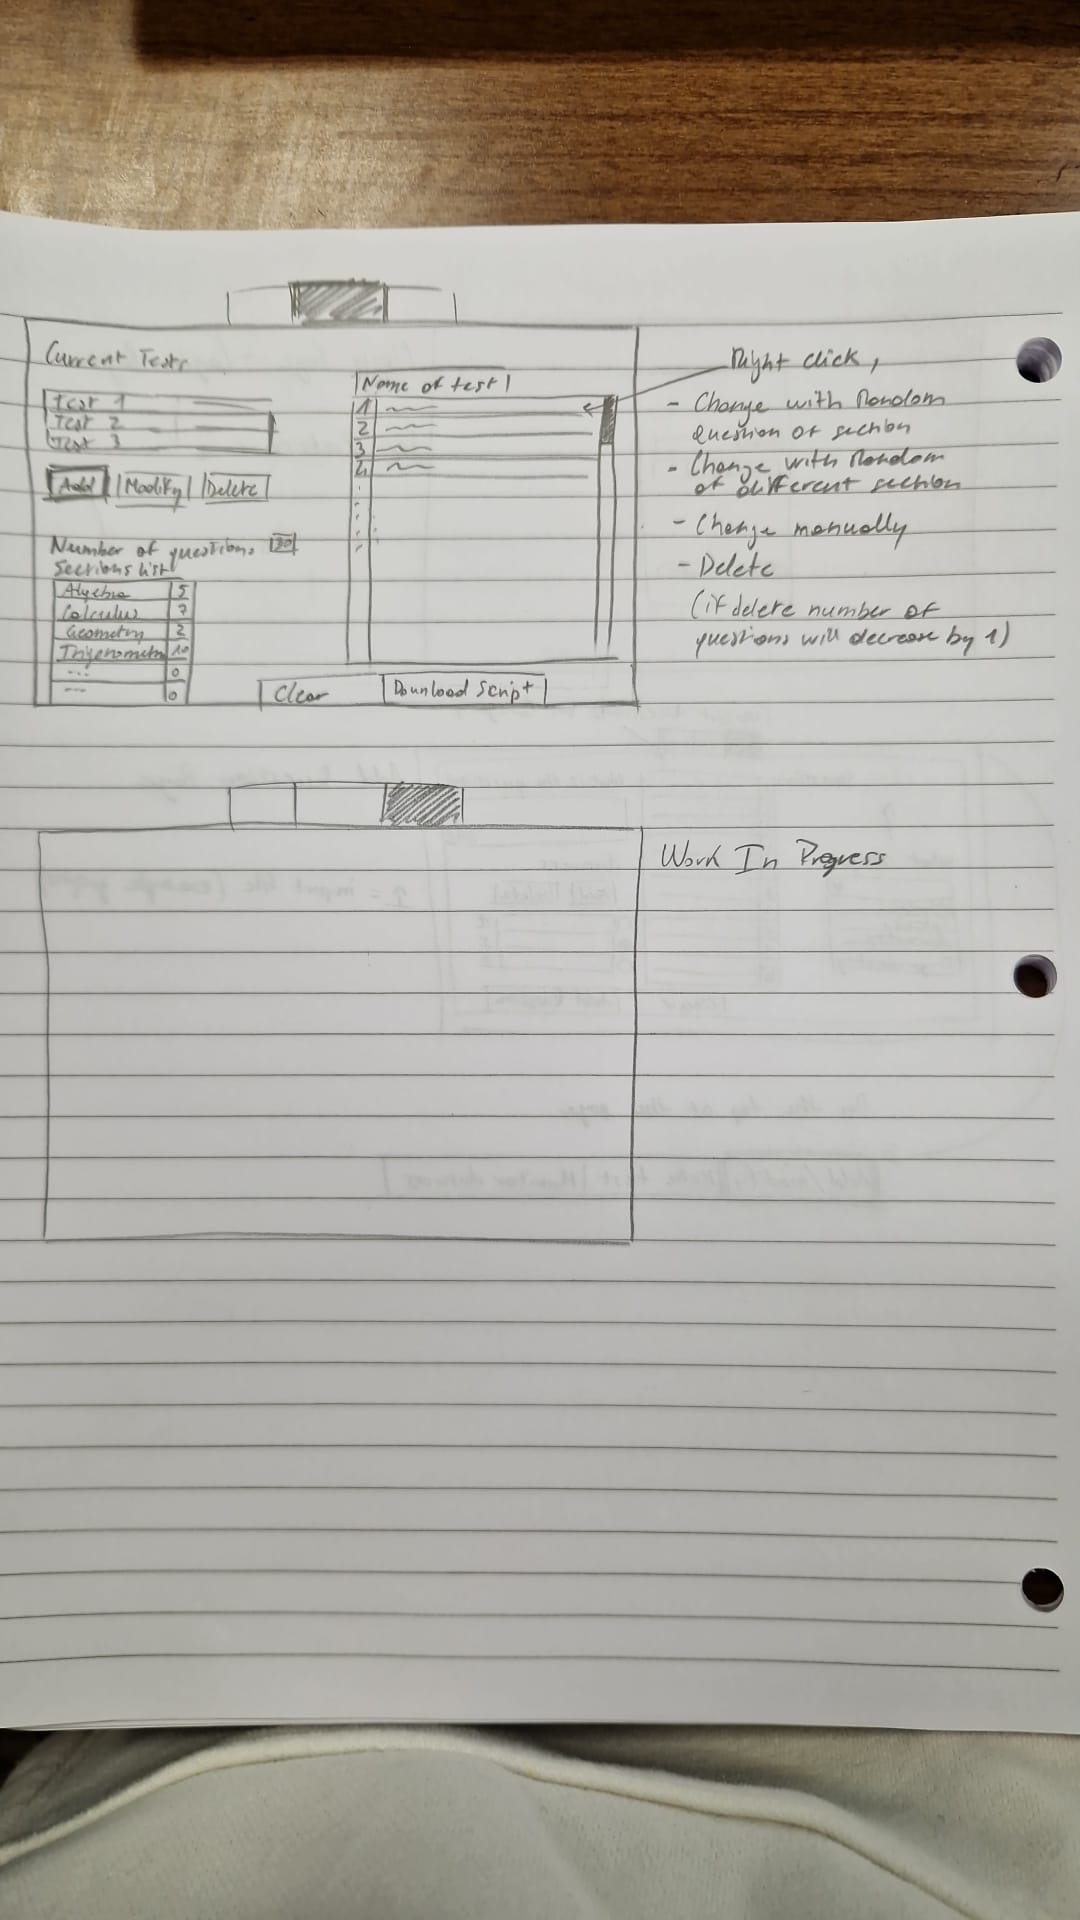 Current Tests
Test 1
Test 2
Test 3
Add Modify Delete
Number of questions 30
Sections list
Algebra 5
Calculus 7
Geometry 2
Trigonometry 10
... 0
--- 0
Name of test
1
2
3
4
Clear
Download Script
Right click,
- Change with Random
question of section
- Change with Random
of different section
- Change manually
- Delete
(if delete number of
questions will decrease by 1)
Work In Progress